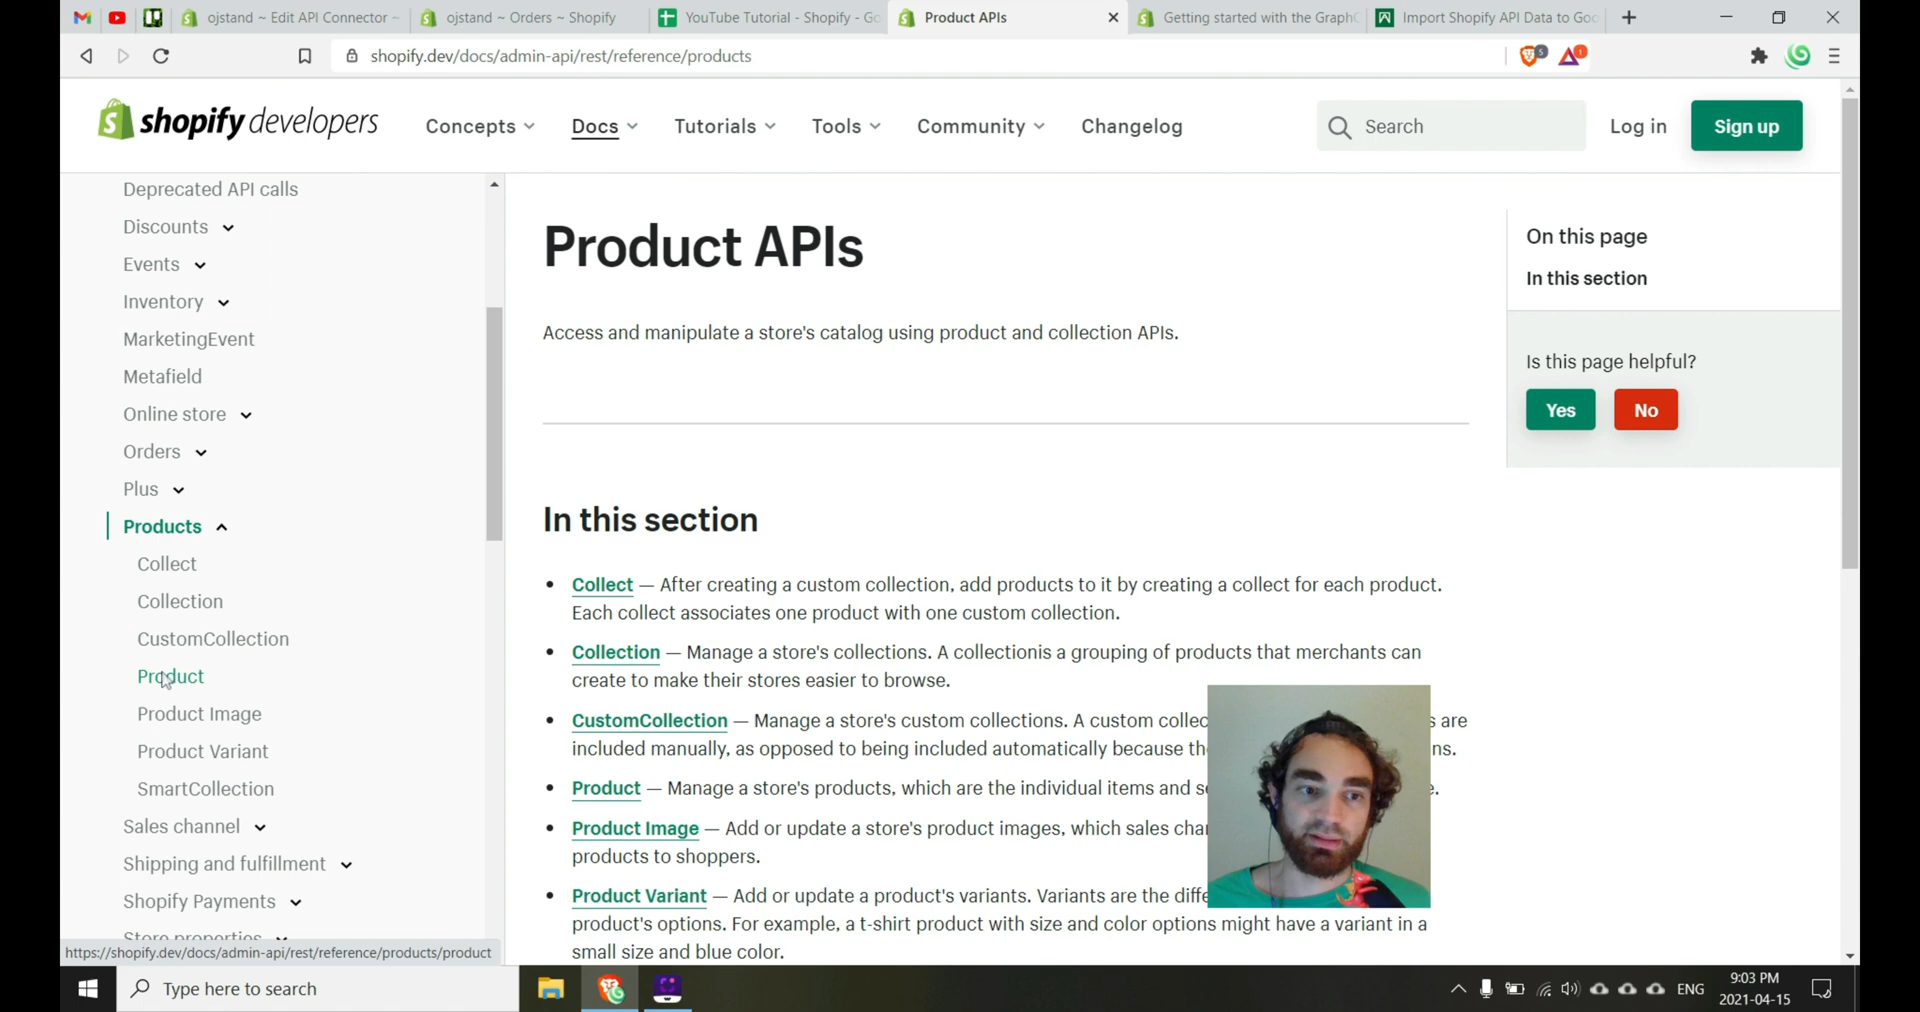 ojstand ~ Edit API Connector ~
ojstand ~ Orders ~ Shopify
YouTube Tutorial - Shopify - Go
Product APIs
Getting started with the GraphQ
Import Shopify API Data to Goo
shopify.dev/docs/admin-api/rest/reference/products
5
1
shopify developers
Concepts
Docs
Tutorials
Tools
Community
Changelog
Search
Log in
Sign up
Deprecated API calls
Discounts
Events
Inventory
MarketingEvent
Metafield
Online store
Orders
Plus
Products
Collect
Collection
CustomCollection
Product
Product Image
Product Variant
SmartCollection
Sales channel
Shipping and fulfillment
Shopify Payments
Store properties
https://shopify.dev/docs/admin-api/rest/reference/products/product
Product APIs
Access and manipulate a store's catalog using product and collection APIs.
In this section
• Collect — After creating a custom collection, add products to it by creating a collect for each product.
Each collect associates one product with one custom collection.
• Collection — Manage a store's collections. A collectionis a grouping of products that merchants can
create to make their stores easier to browse.
• CustomCollection — Manage a store's custom collections. A custom collec s are
included manually, as opposed to being included automatically because th ns.
• Product — Manage a store's products, which are the individual items and s e.
• Product Image — Add or update a store's product images, which sales cha
products to shoppers.
• Product Variant — Add or update a product's variants. Variants are the diffe
product's options. For example, a t-shirt product with size and color options might have a variant in a
small size and blue color.
On this page
In this section
Is this page helpful?
Yes
No
Type here to search
ENG
9:03 PM
2021-04-15